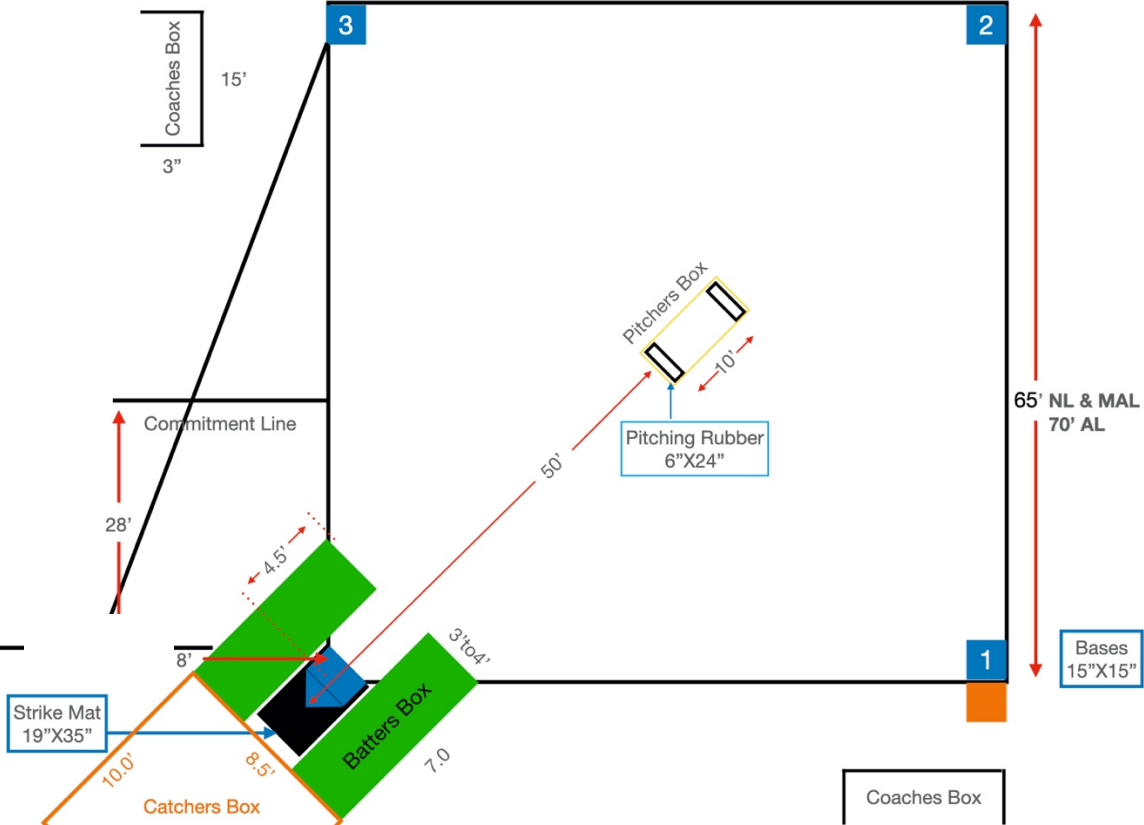 3
2
Coaches Box
15’
3”
Pitchers Box
10’
65’ NL & MAL
70’ AL
Commitment Line
Pitching Rubber
6”X24”
50’
28’
4.5’
3’to4’
1
Bases
15”X15”
8’
Strike Mat
19”X35”
Batters Box
7.0
10.0’
8.5’
Catchers Box
Coaches Box